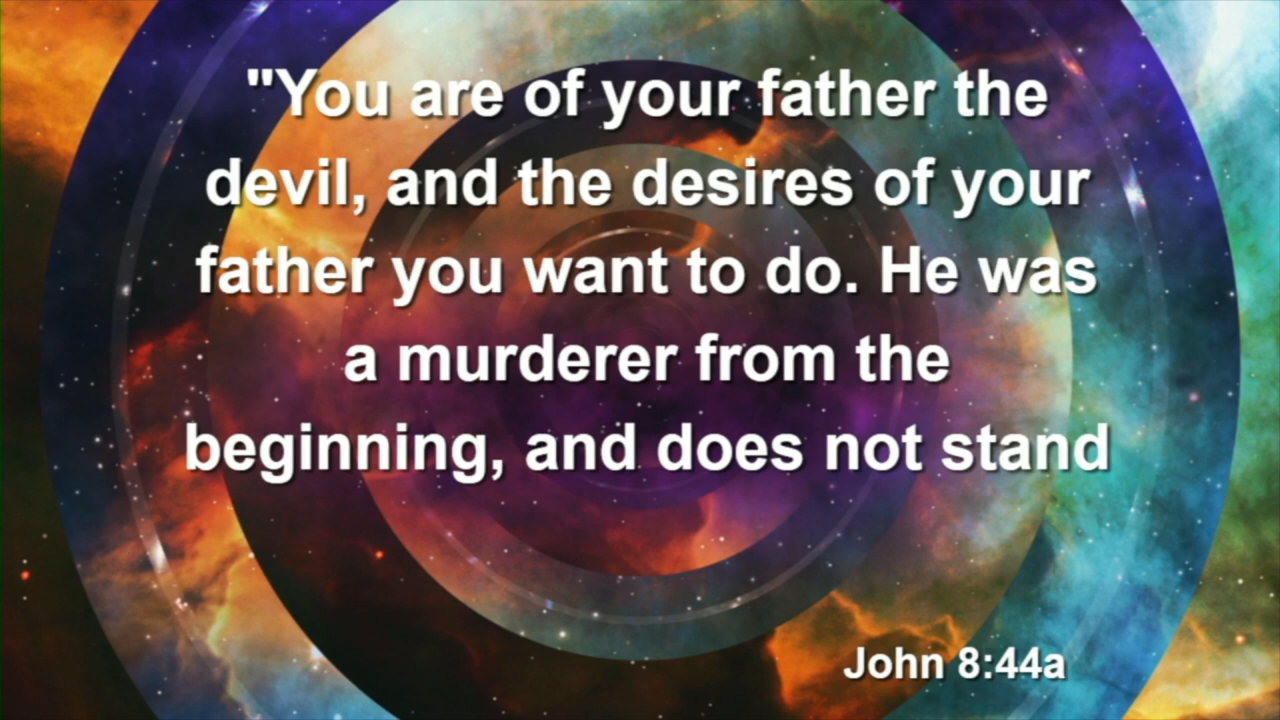 "You are of your father the
devil, and the desires of your
father you want to do. He was
a murderer from the
beginning, and does not stand
John 8:44a